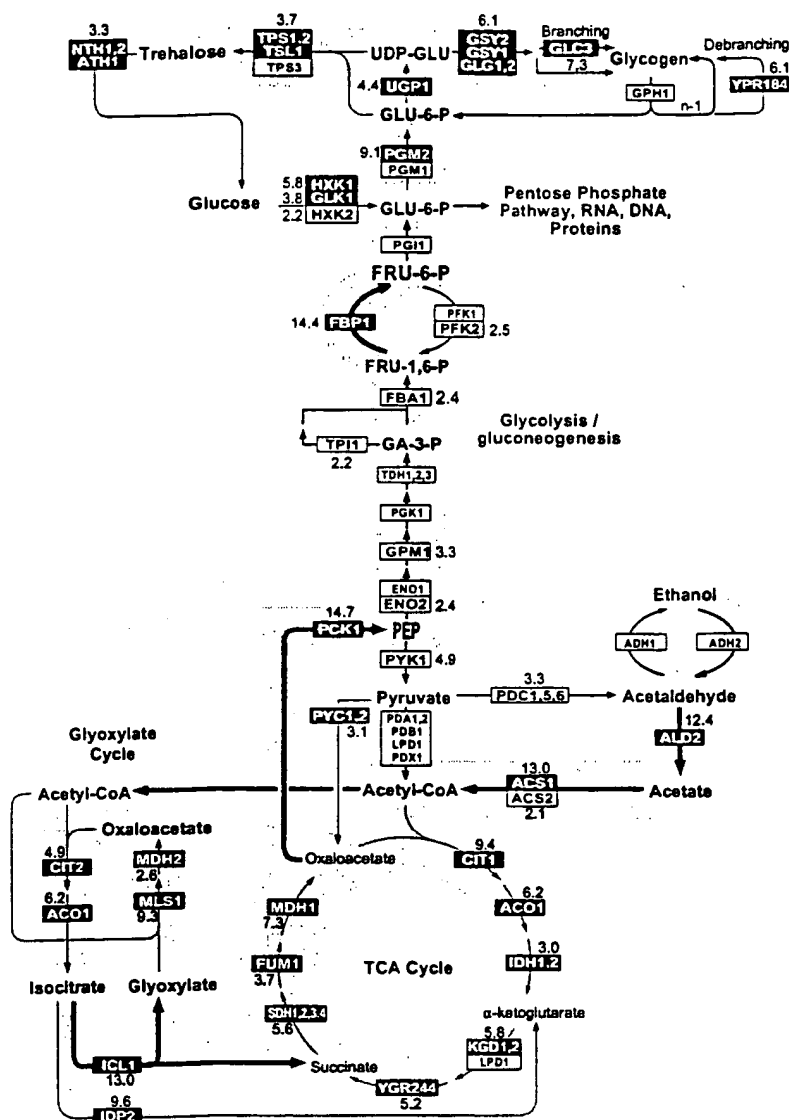 3.3
NTH1,2
ATH1
Trehalose
3.7
TPS1,2
TSL1
TPS3
UDP-GLU
6.1
GSY2
GSY1
GLG1,2
Branching
GLC3
7.3
Glycogen
Debranching
6.1
YPR184
GPH1
n-1
4.4
UGP1
GLU-6-P
9.1
PGM2
PGM1
Glucose
5.8
HXK1
3.8
GLK1
2.2
HXK2
GLU-6-P
Pentose Phosphate
Pathway, RNA, DNA,
Proteins
PGI1
FRU-6-P
14.4
FBP1
PFK1
PFK2
2.5
FRU-1,6-P
FBA1
2.4
Glycolysis /
gluconeogenesis
TPI1
2.2
GA-3-P
TDH1,2,3
PGK1
GPM1
3.3
ENO1
ENO2
2.4
14.7
PCK1
PEP
PYK1
4.9
Ethanol
ADH1
ADH2
Pyruvate
3.3
PDC1,5,6
Acetaldehyde
PYC1,2
3.1
PDA1,2
PDB1
LPD1
PDX1
12.4
ALD2
Glyoxylate
Cycle
Acetyl-CoA
Acetyl-CoA
13.0
ACS1
ACS2
2.1
Acetate
Oxaloacetate
4.9
CIT2
MDH2
2.6
6.2
ACO1
MLS1
9.3
Oxaloacetate
9.4
CIT1
MDH1
7.3
6.2
ACO1
FUM1
3.7
TCA Cycle
3.0
IDH1,2
Isocitrate
Glyoxylate
SDH1,2,3,4
5.6
α-ketoglutarate
5.8
KGD1,2
LPD1
ICL1
13.0
Succinate
YGR244
5.2
9.6
IDP2